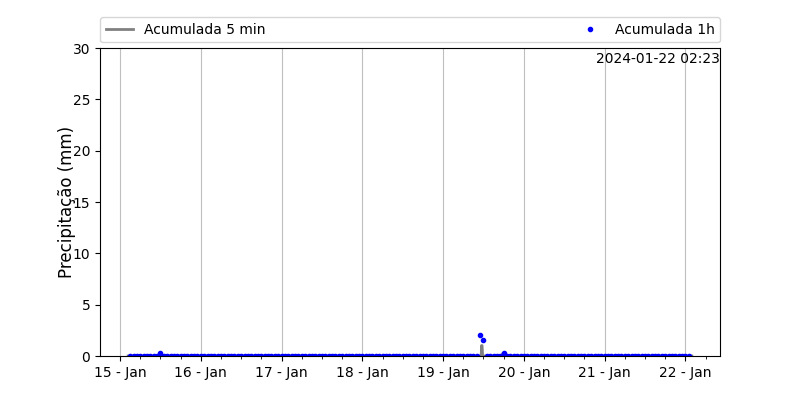 Acumulada 5 min
Acumulada 1h
2024-01-22 02:23
Precipitação (mm)
30
25
20
15
10
5
0
15 - Jan
16 - Jan
17 - Jan
18 - Jan
19 - Jan
20 - Jan
21 - Jan
22 - Jan